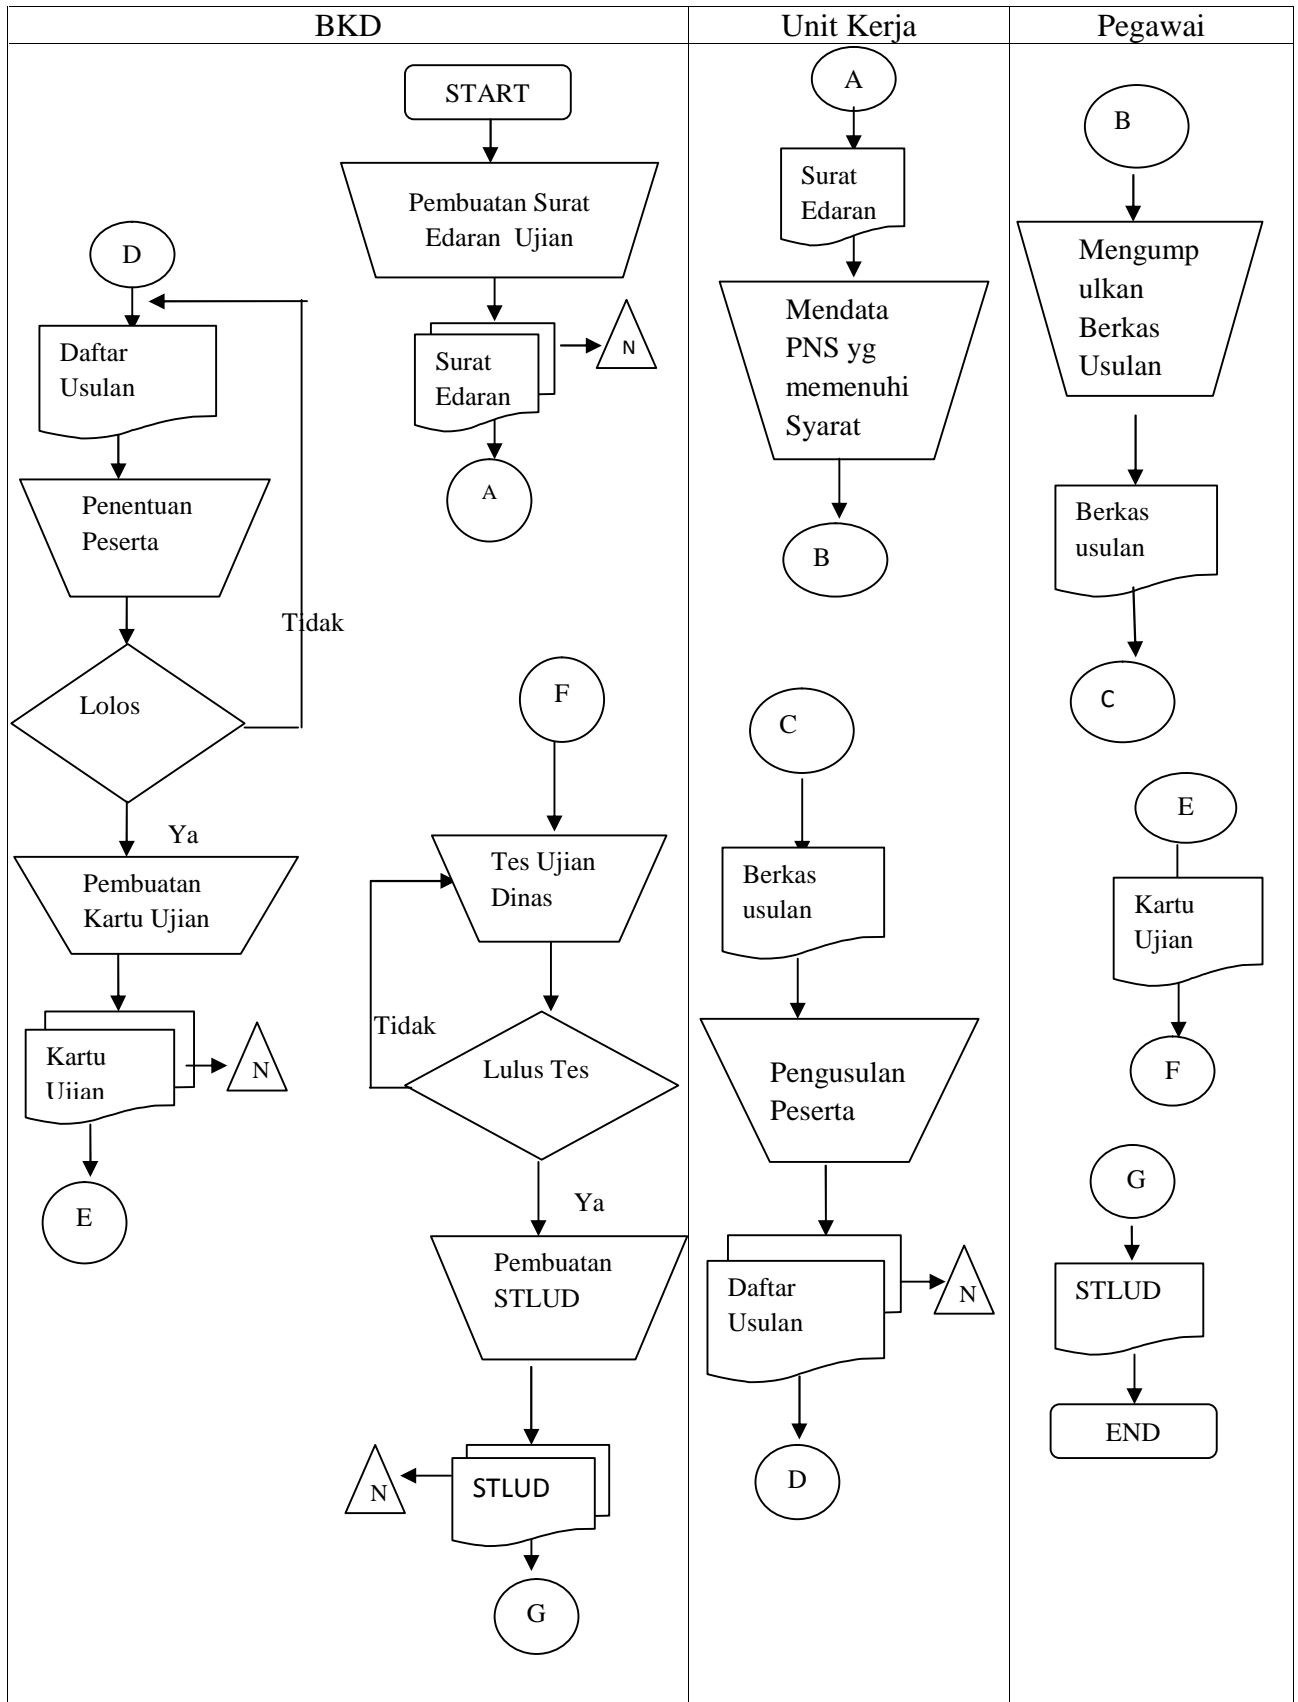 BKD
Unit Kerja
Pegawai
START
Pembuatan Surat
Edaran Ujian
Surat
Edaran
N
A
D
Daftar
Usulan
Penentuan
Peserta
Lolos
Tidak
Ya
Pembuatan
Kartu Ujian
Kartu
Ujian
N
E
F
Tes Ujian
Dinas
Tidak
Lulus Tes
Ya
Pembuatan
STLUD
STLUD
N
G
A
Surat
Edaran
Mendata
PNS yg
memenuhi
Syarat
B
C
Berkas
usulan
Pengusulan
Peserta
Daftar
Usulan
N
D
B
Mengump
ulkan
Berkas
Usulan
Berkas
usulan
C
E
Kartu
Ujian
F
G
STLUD
END